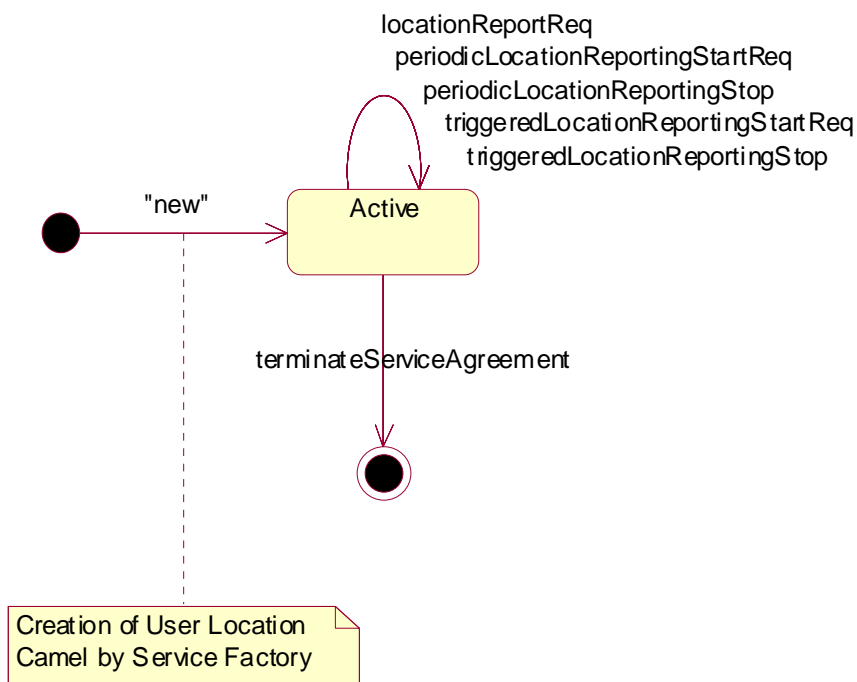 locationReportReq
periodicLocationReportingStartReq
periodicLocationReportingStop
triggeredLocationReportingStartReq
triggeredLocationReportingStop
"new"
Active
terminateServiceAgreement
Creation of User Location
Camel by Service Factory